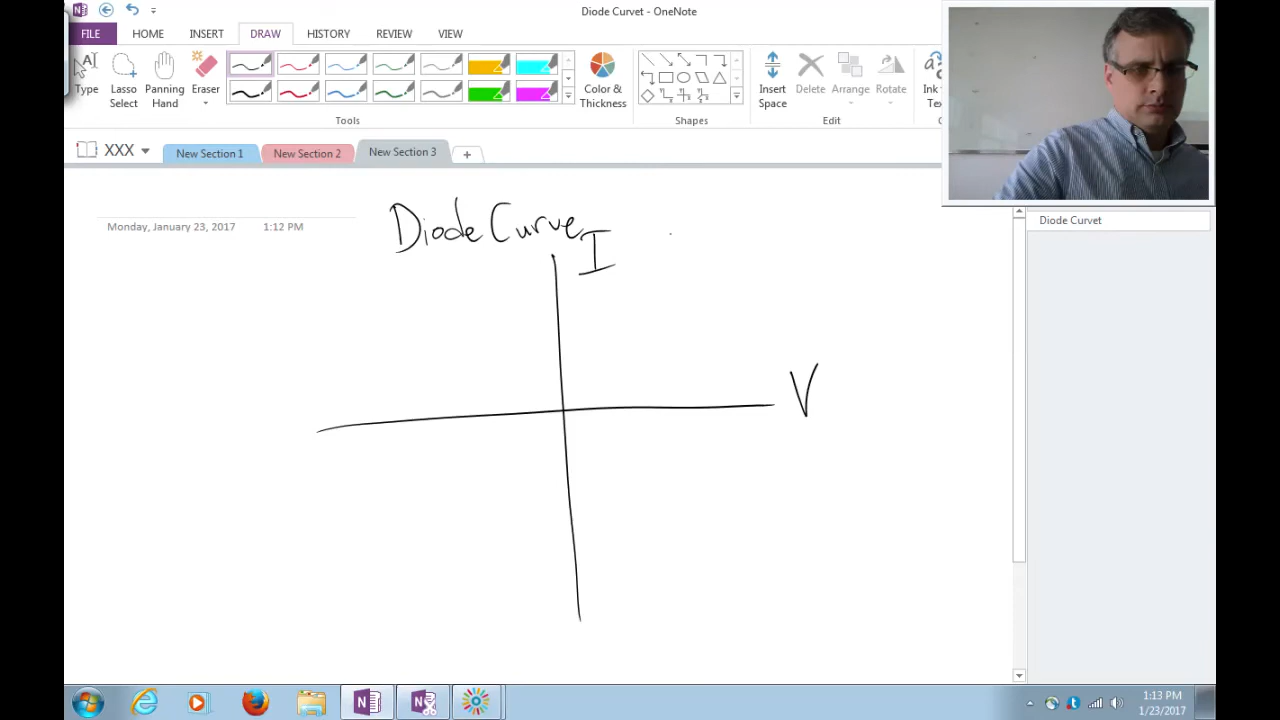 Diode Curvet - OneNote
FILE HOME INSERT DRAW HISTORY REVIEW VIEW
Type
Lasso Select
Panning Hand
Eraser
Color & Thickness
Insert Space
Delete
Arrange
Rotate
Ink to
Tools
Shapes
Edit
XXX
New Section 1
New Section 2
New Section 3
Diode Curve
Monday, January 23, 2017 1:12 PM
Diode Curvet
I
V
1:13 PM
1/23/2017